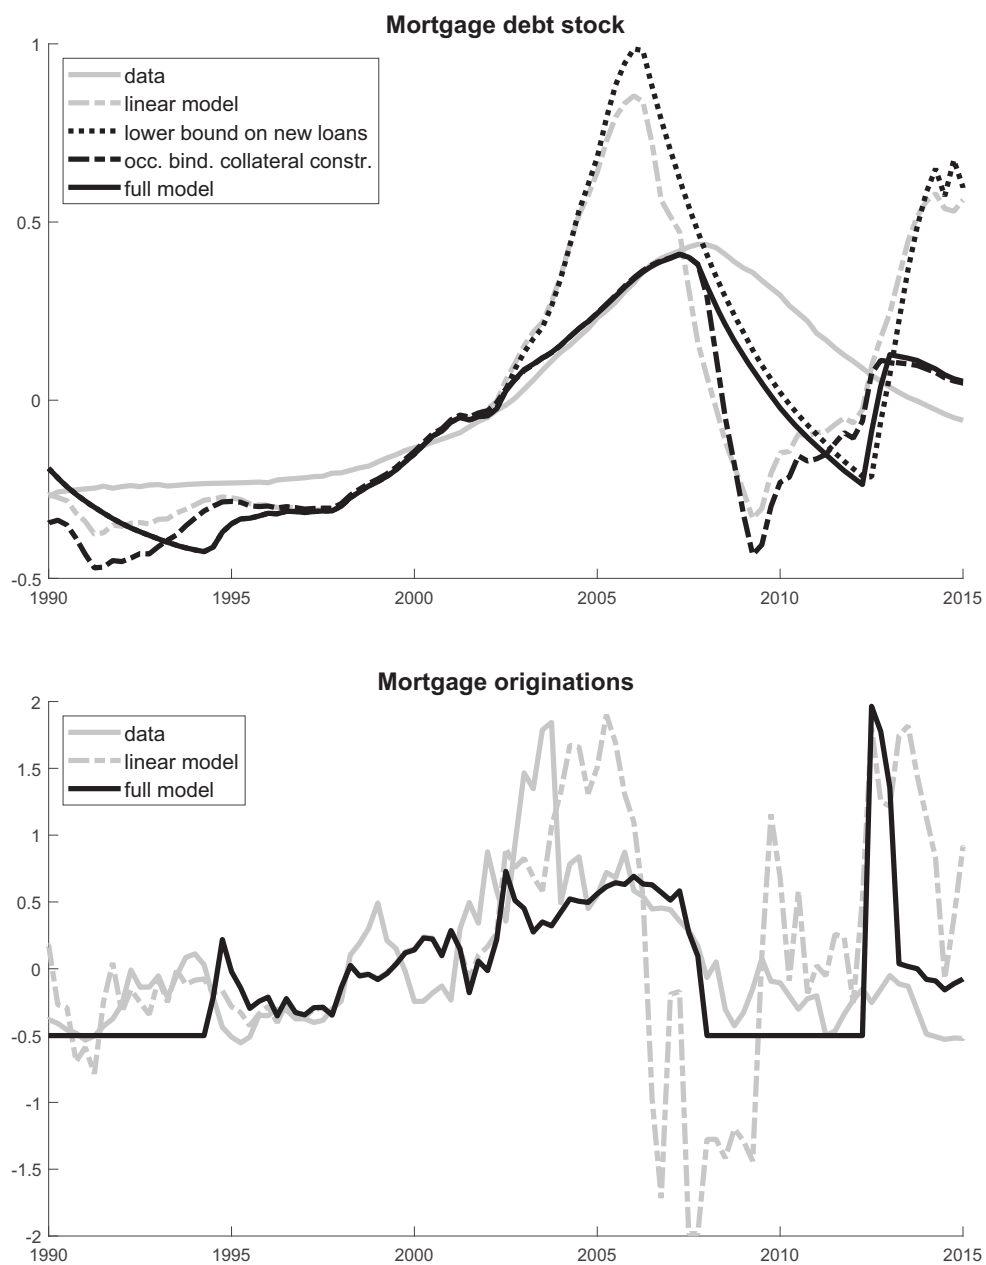 Mortgage debt stock
1
data
linear model
lower bound on new loans
occ. bind. collateral constr.
full model
0.5
0
-0.5
1990 1995 2000 2005 2010 2015
Mortgage originations
2
data
linear model
full model
1.5
1
0.5
0
-0.5
-1
-1.5
-2
1990 1995 2000 2005 2010 2015